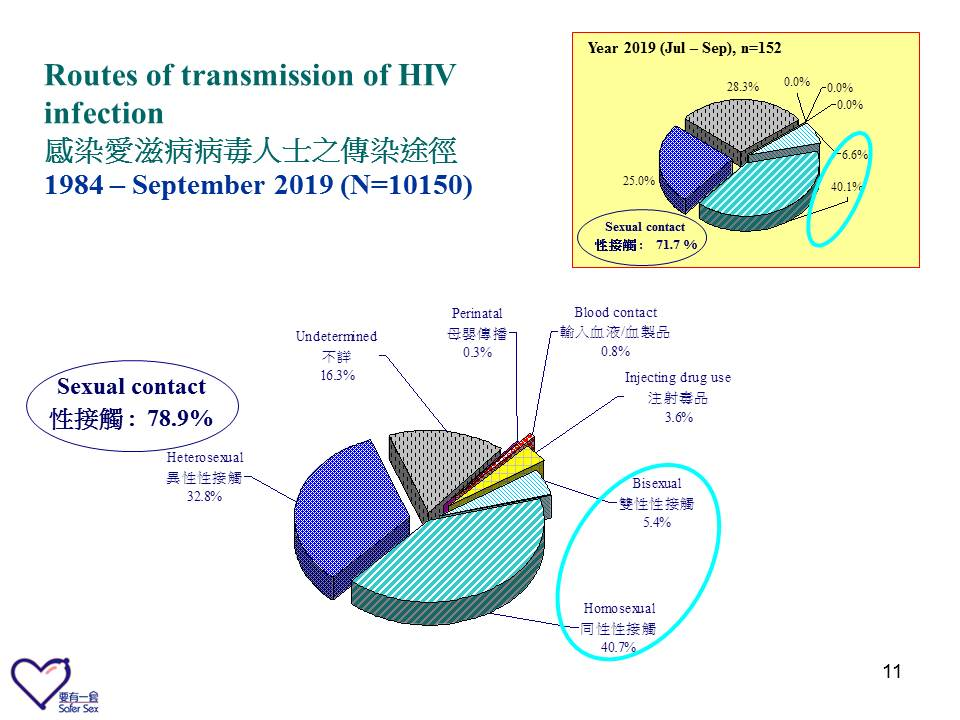 Routes of transmission of HIV
infection
感染愛滋病病毒人士之傳染途徑
1984 – September 2019 (N=10150)
Year 2019 (Jul – Sep), n=152
28.3%
0.0%
0.0%
0.0%
6.6%
40.1%
25.0%
Sexual contact
性接觸 : 71.7 %
Sexual contact
性接觸 : 78.9%
Undetermined
不詳
16.3%
Perinatal
母嬰傳播
0.3%
Blood contact
輸入血液/血製品
0.8%
Injecting drug use
注射毒品
3.6%
Heterosexual
異性性接觸
32.8%
Bisexual
雙性性接觸
5.4%
Homosexual
同性性接觸
40.7%
要有一套
Safer Sex
11